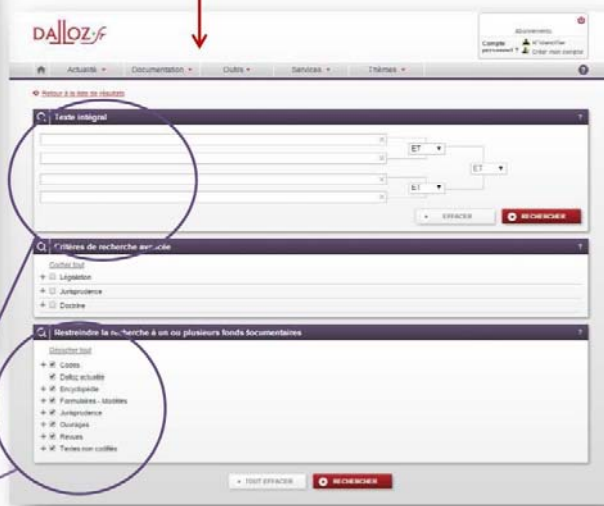 DALLOZ.fr
Abonnements
Compte personnel ? M'identifier
Créer mon compte
Actualité Documentation Outils Services Thèmes ?
Retour à la liste de résultats
Texte intégral ?
ET
ET
ET
EFFACER RECHERCHER
Critères de recherche avancée ?
Cocher tout
Législation
Jurisprudence
Doctrine
Restreindre la recherche à un ou plusieurs fonds documentaires ?
Décocher tout
Codes
Dalloz actualité
Encyclopédie
Formulaires - Modèles
Jurisprudence
Ouvrages
Revues
Textes non codifiés
TOUT EFFACER RECHERCHER